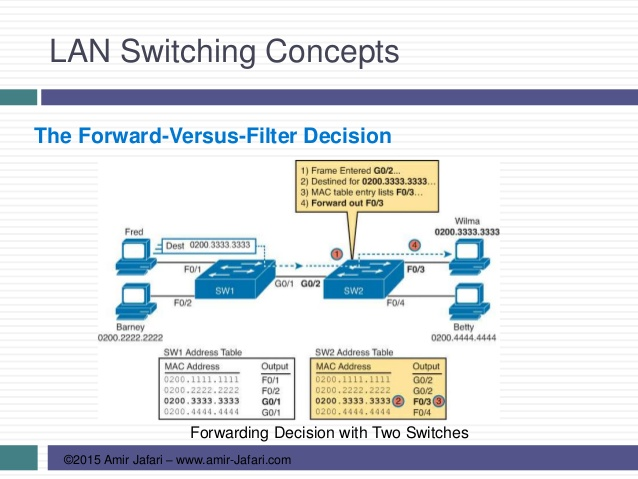 LAN Switching Concepts
The Forward-Versus-Filter Decision
1) Frame Entered G0/2...
2) Destined for 0200.3333.3333...
3) MAC table entry lists F0/3...
4) Forward out F0/3
Wilma
0200.3333.3333
Fred
Dest 0200.3333.3333
1
4
F0/1
G0/1 G0/2
F0/3
SW1
SW2
F0/2
F0/4
Barney
0200.2222.2222
Betty
0200.4444.4444
SW1 Address Table
MAC Address Output
0200.1111.1111 F0/1
0200.2222.2222 F0/2
0200.3333.3333 G0/1
0200.4444.4444 G0/1
SW2 Address Table
MAC Address Output
0200.1111.1111 G0/2
0200.2222.2222 G0/2
0200.3333.3333 2 F0/3 3
0200.4444.4444 F0/4
Forwarding Decision with Two Switches
©2015 Amir Jafari – www.amir-Jafari.com